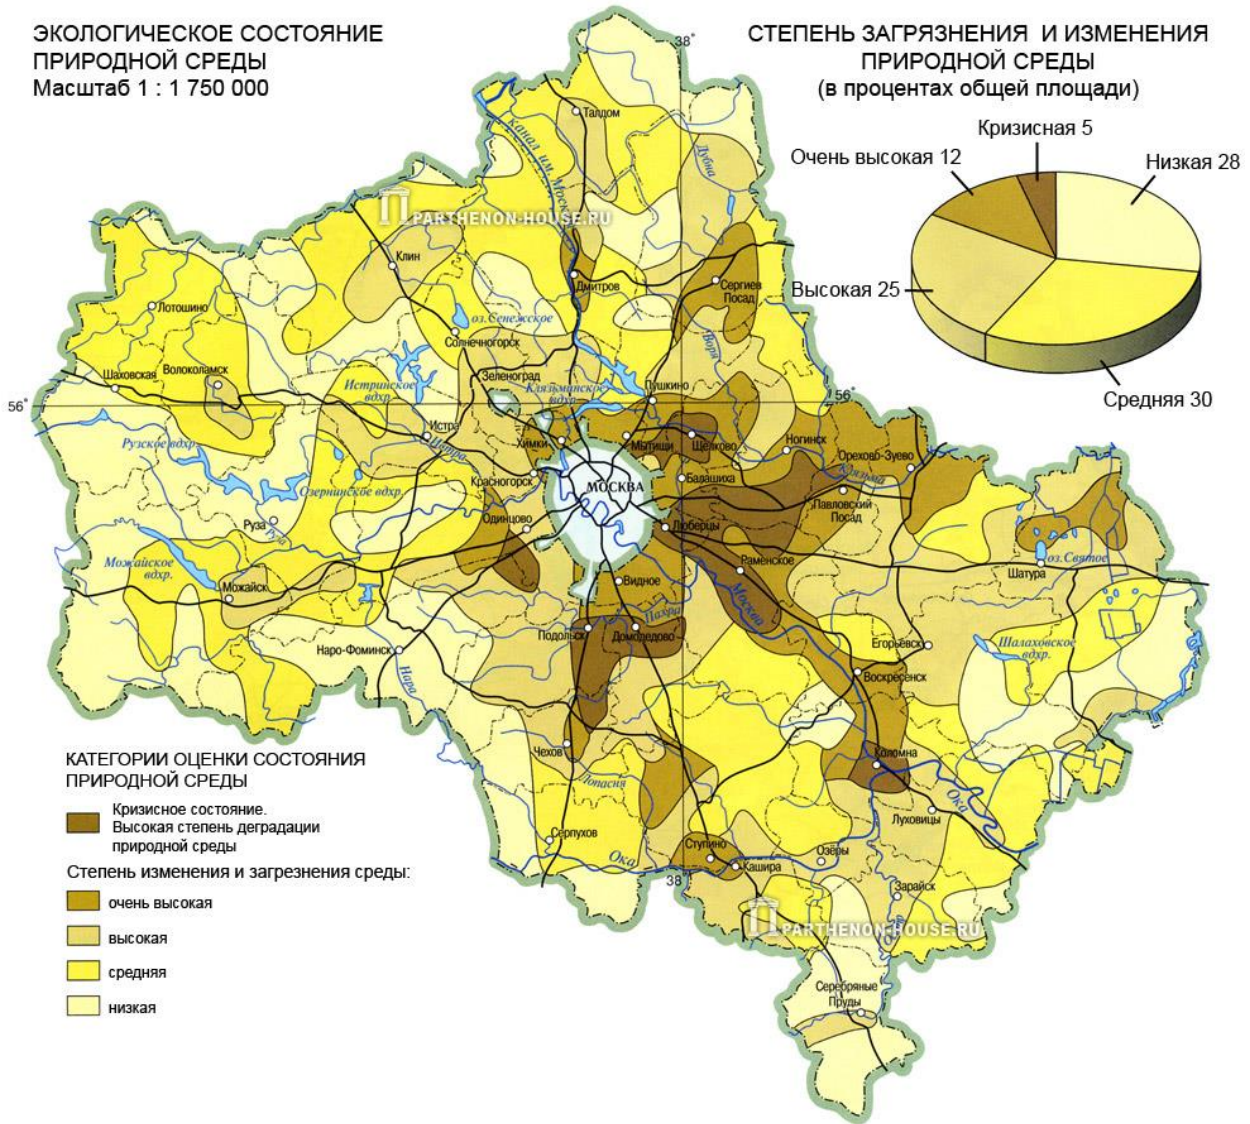 ЭКОЛОГИЧЕСКОЕ СОСТОЯНИЕ
ПРИРОДНОЙ СРЕДЫ
Масштаб 1 : 1 750 000
СТЕПЕНЬ ЗАГРЯЗНЕНИЯ И ИЗМЕНЕНИЯ
ПРИРОДНОЙ СРЕДЫ
(в процентах общей площади)
Кризисная 5
Очень высокая 12
Низкая 28
Высокая 25
Средняя 30
38°
Талдом
канал им. Москв
Дубна
PARTHENON-HOUSE.RU
Клин
Дмитров
Сергиев
Посад
Лотошино
оз.Сенежское
Солнечногорск
Воря
Шаховская
Волоколамск
Зеленоград
Истринское
вдхр.
Клязьминское
вдхр.
Пушкино
56°
56°
Рузское вдхр.
Истра
Истра
Химки
Мытищи
Щёлково
Ногинск
Орехово-Зуево
Клязьма
Озернинское вдхр.
Красногорск
МОСКВА
Балашиха
Павловский
Посад
Руза
Руза
Одинцово
Люберцы
Можайское
вдхр.
Можайск
Видное
Раменское
Москва
Шатура
оз.Святое
Пахра
Подольск
Домодедово
Наро-Фоминск
Нара
Егорьевск
Шалаховское
вдхр.
Воскресенск
Чехов
Лопасня
Коломна
Ока
Луховицы
Серпухов
Ока
Ступино
Кашира
Озёры
38
Зарайск
PARTHENON-HOUSE.RU
Серебряные
Пруды
КАТЕГОРИИ ОЦЕНКИ СОСТОЯНИЯ
ПРИРОДНОЙ СРЕДЫ
Кризисное состояние.
Высокая степень деградации
природной среды
Степень изменения и загрезнения среды:
очень высокая
высокая
средняя
низкая